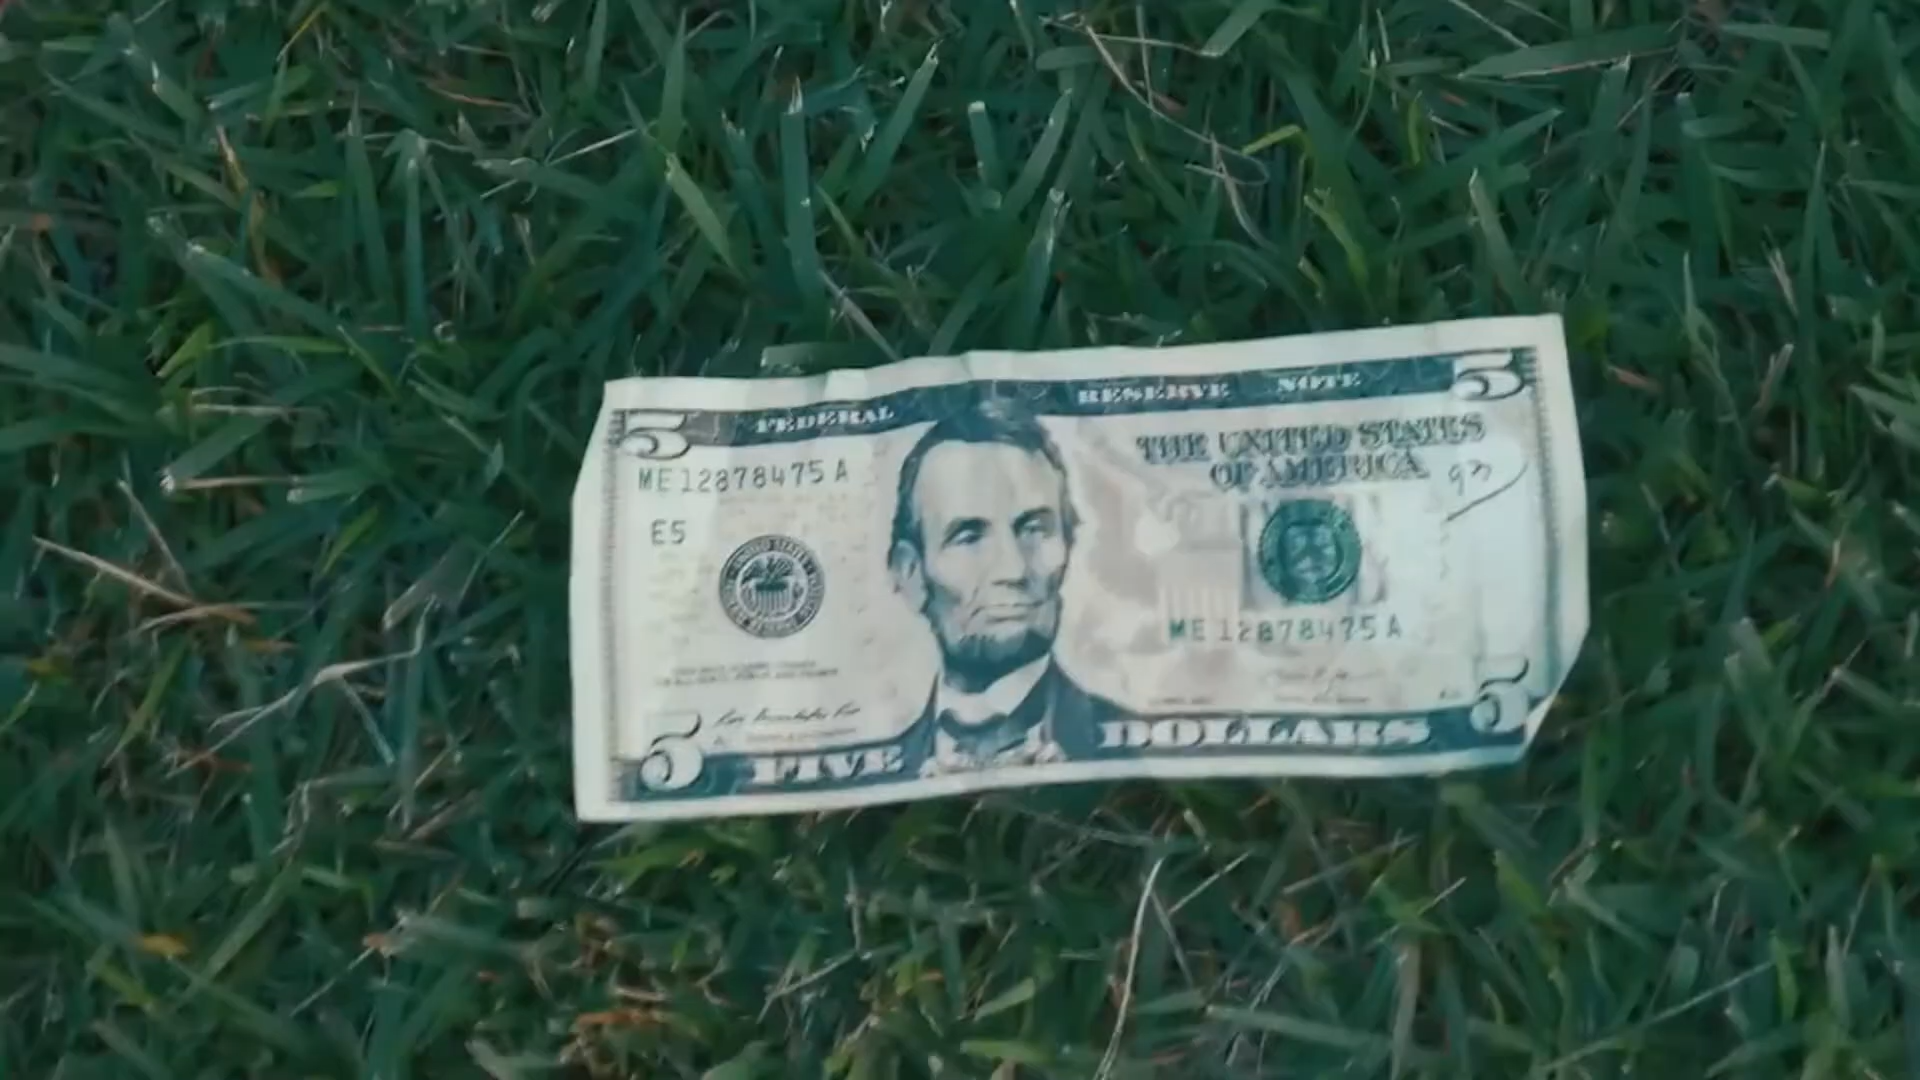 5 FEDERAL RESERVE NOTE 5
THE UNITED STATES
OF AMERICA
93
ME 12878475 A
E5
ME 12878475 A
5 FIVE DOLLARS 5